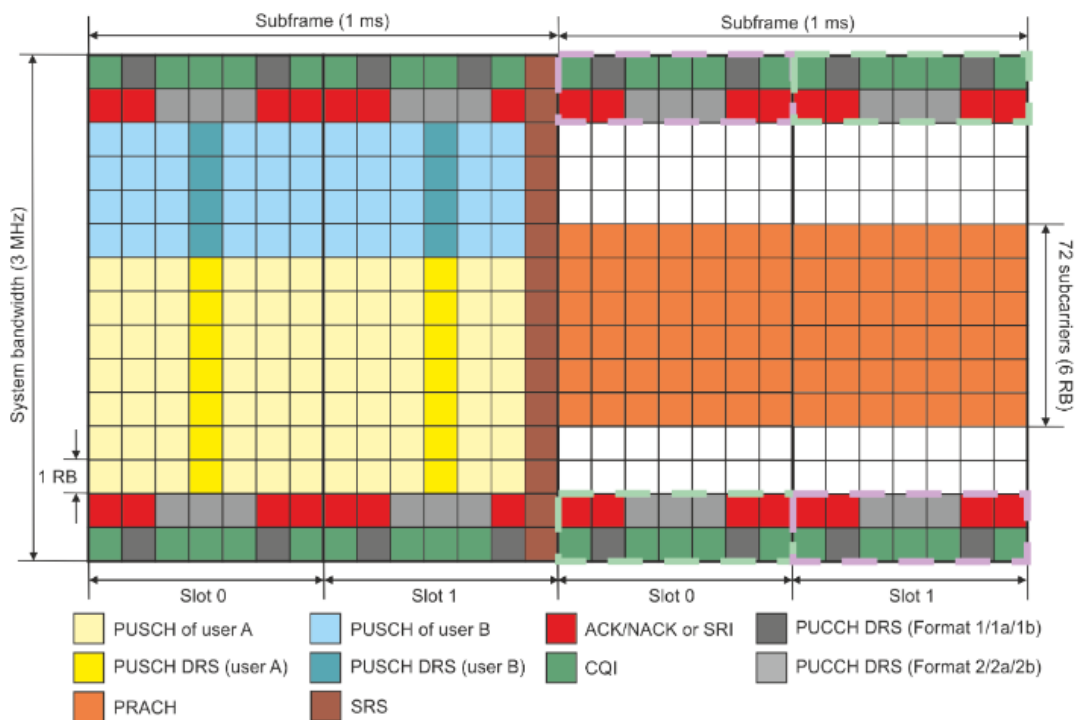 Subframe (1 ms)
Subframe (1 ms)
System bandwidth (3 MHz)
1 RB
72 subcarriers (6 RB)
Slot 0
Slot 1
Slot 0
Slot 1
PUSCH of user A
PUSCH of user B
ACK/NACK or SRI
PUCCH DRS (Format 1/1a/1b)
PUSCH DRS (user A)
PUSCH DRS (user B)
CQI
PUCCH DRS (Format 2/2a/2b)
PRACH
SRS